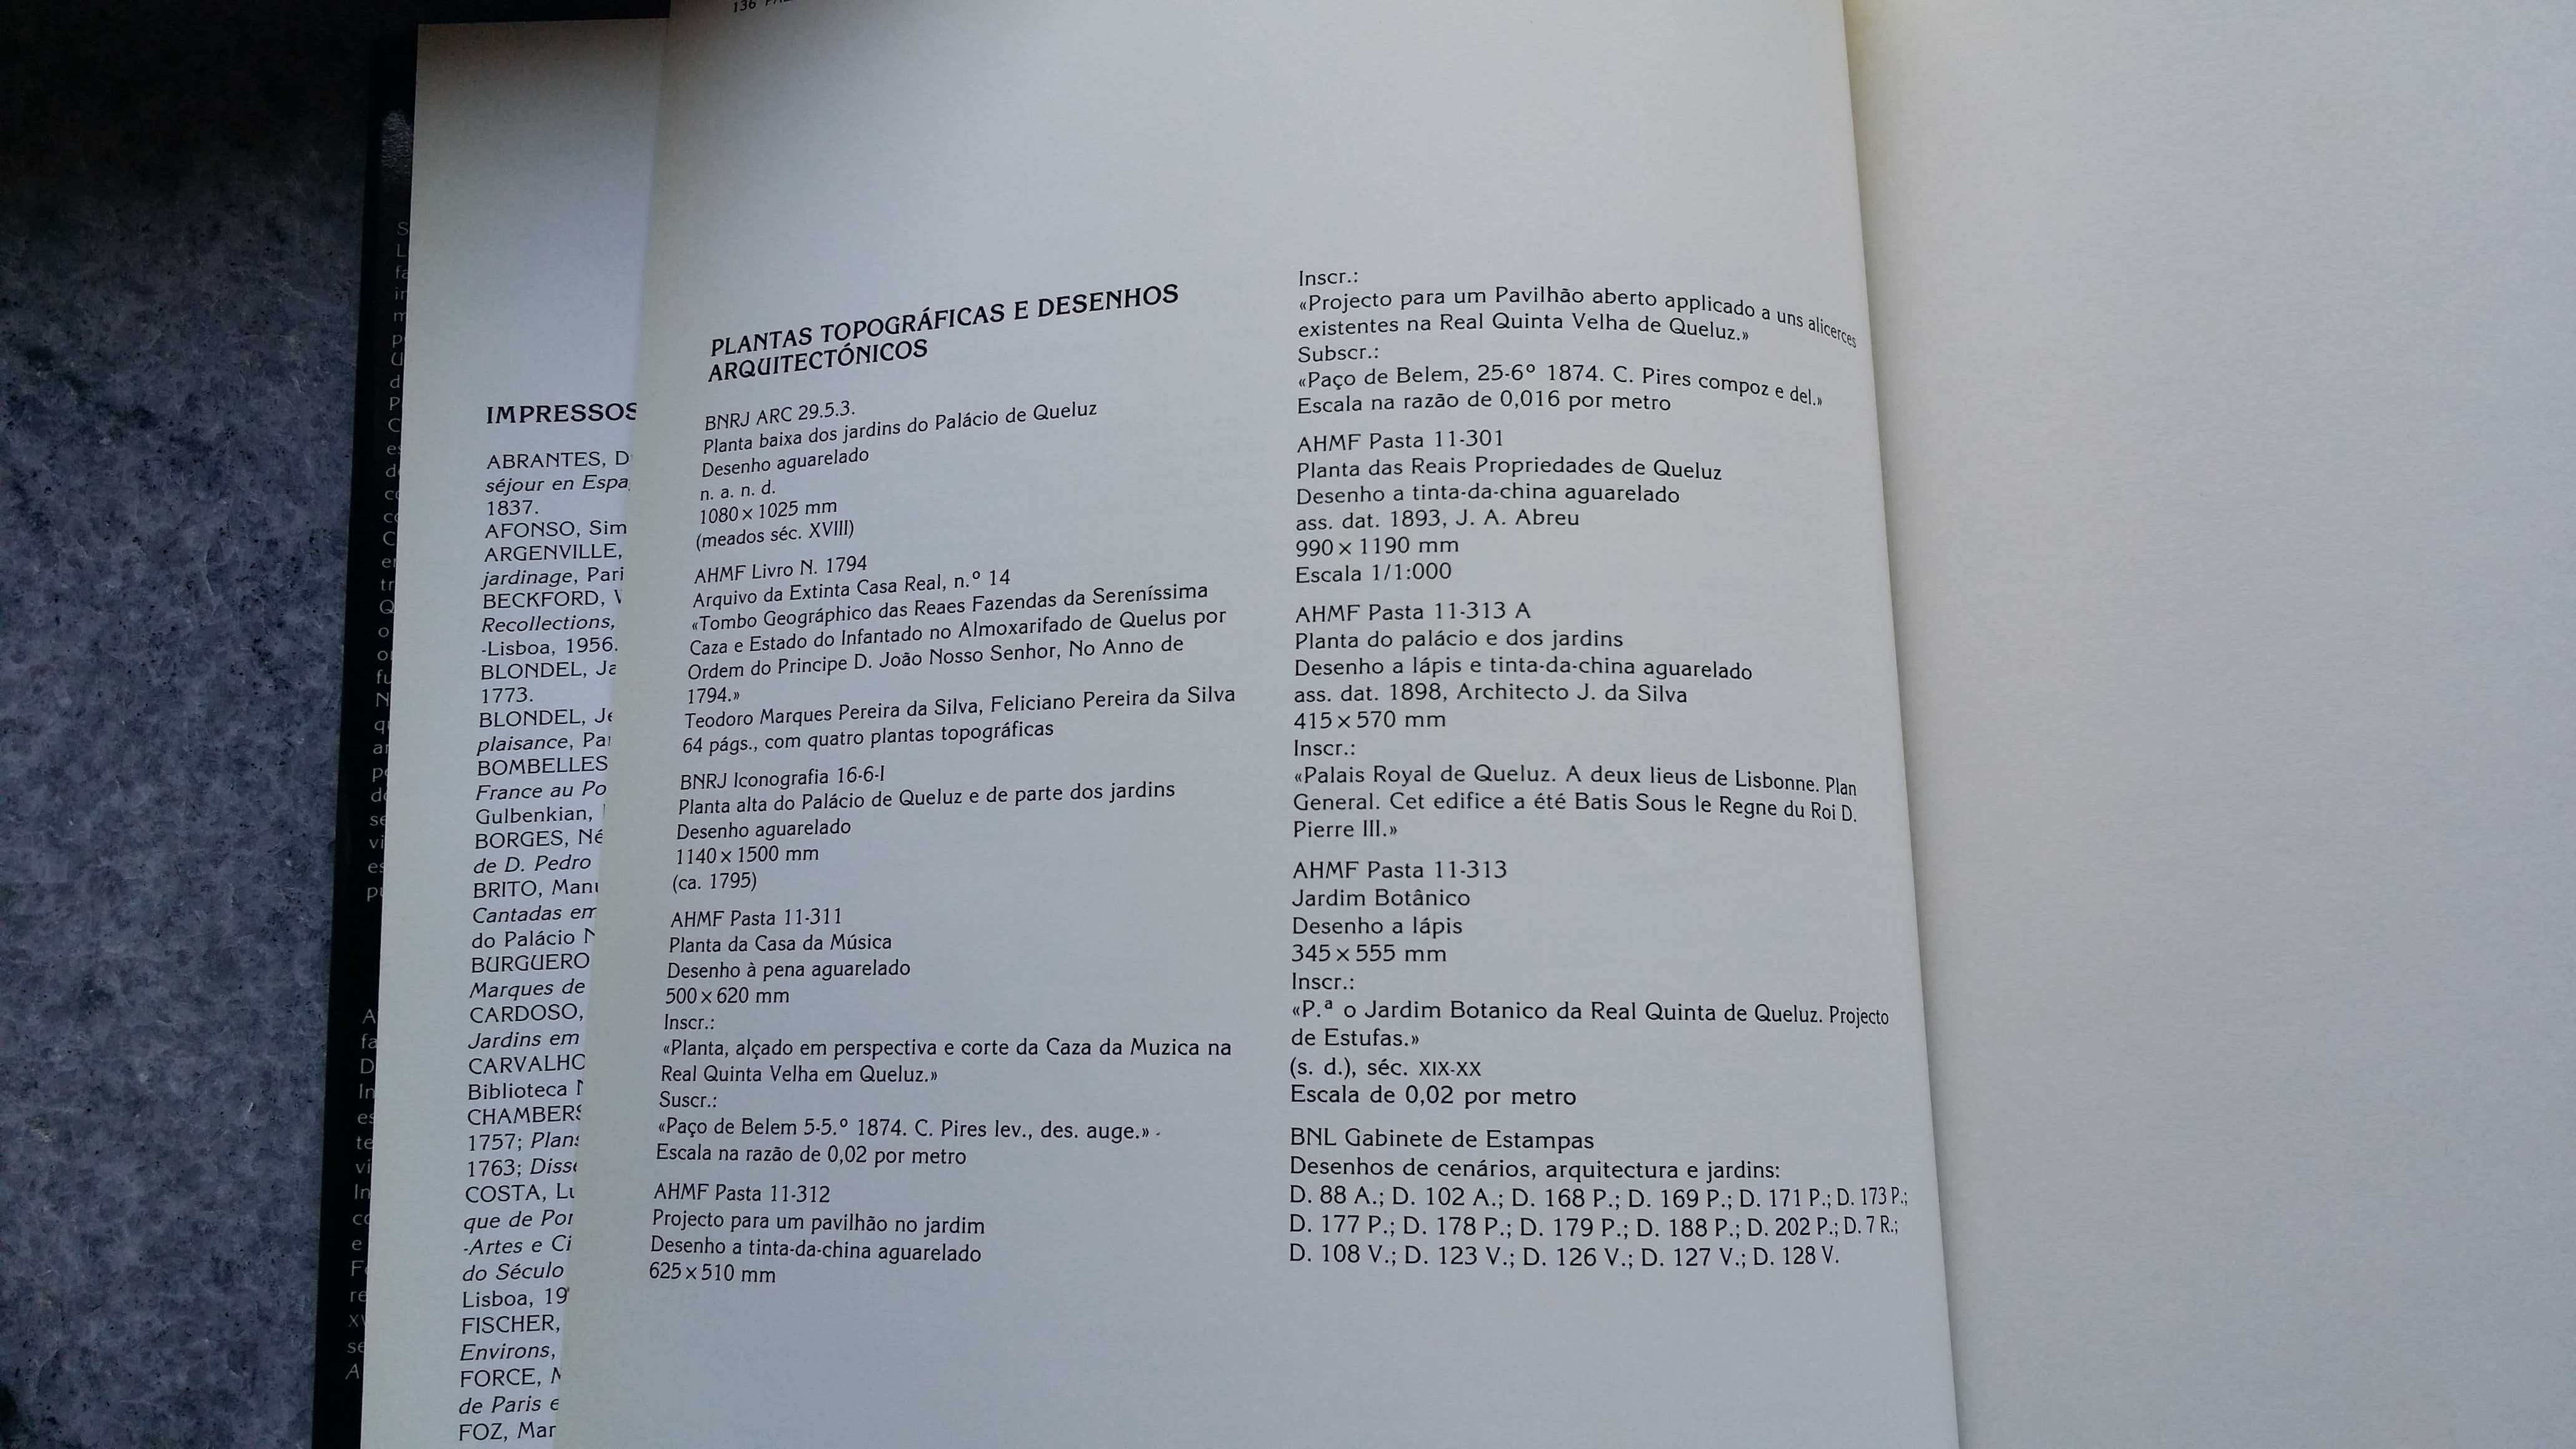 136
IMPRESSOS
ABRANTES,
séjour en
1837.
AFONSO,
ARGENVILLE,
jardinage,
BECKFORD,
Recollections,
-Lisboa, 1956.
BLONDEL,
1773.
BLONDEL,
plaisance,
BOMBELLES
France au
Gulbenkian,
BORGES,
de D. Pedro
BRITO,
Cantadas em
do Palácio
BURGUERO
Marques de
CARDOSO,
Jardins em
CARVALHO
Biblioteca
CHAMBERS
1757;
1763;
COSTA,
que de
-Artes e
do Século
Lisboa,
FISCHER,
Environs,
FORCE,
de Paris e
FOZ,
PLANTAS TOPOGRÁFICAS E DESENHOS
ARQUITECTÓNICOS
BNRJ ARC 29.5.3.
Planta baixa dos jardins do Palácio de Queluz
Desenho aguarelado
n. a. n. d.
1080 × 1025 mm
(meados séc. XVIII)
AHMF Livro N. 1794
Arquivo da Extinta Casa Real, n.º 14
«Tombo Geográphico das Reaes Fazendas da Sereníssima
Caza e Estado do Infantado no Almoxarifado de Quelus por
Ordem do Principe D. João Nosso Senhor, No Anno de
1794.»
Teodoro Marques Pereira da Silva, Feliciano Pereira da Silva
64 págs., com quatro plantas topográficas
BNRJ Iconografia 16-6-I
Planta alta do Palácio de Queluz e de parte dos jardins
Desenho aguarelado
1140 × 1500 mm
(ca. 1795)
AHMF Pasta 11-311
Planta da Casa da Música
Desenho à pena aguarelado
500 × 620 mm
Inscr.:
«Planta, alçado em perspectiva e corte da Caza da Muzica na
Real Quinta Velha em Queluz.»
Suscr.:
«Paço de Belem 5-5.º 1874. C. Pires lev., des. auge.»
Escala na razão de 0,02 por metro
AHMF Pasta 11-312
Projecto para um pavilhão no jardim
Desenho a tinta-da-china aguarelado
625 × 510 mm
Inscr.:
«Projecto para um Pavilhão aberto applicado a uns alicerces
existentes na Real Quinta Velha de Queluz.»
Subscr.:
«Paço de Belem, 25-6º 1874. C. Pires compoz e del.»
Escala na razão de 0,016 por metro
AHMF Pasta 11-301
Planta das Reais Propriedades de Queluz
Desenho a tinta-da-china aguarelado
ass. dat. 1893, J. A. Abreu
990 × 1190 mm
Escala 1/1:000
AHMF Pasta 11-313 A
Planta do palácio e dos jardins
Desenho a lápis e tinta-da-china aguarelado
ass. dat. 1898, Architecto J. da Silva
415 × 570 mm
Inscr.:
«Palais Royal de Queluz. A deux lieus de Lisbonne. Plan
General. Cet edifice a été Batis Sous le Regne du Roi D.
Pierre III.»
AHMF Pasta 11-313
Jardim Botânico
Desenho a lápis
345 × 555 mm
Inscr.:
«P.ª o Jardim Botanico da Real Quinta de Queluz. Projecto
de Estufas.»
(s. d.), séc. XIX-XX
Escala de 0,02 por metro
BNL Gabinete de Estampas
Desenhos de cenários, arquitectura e jardins:
D. 88 A.; D. 102 A.; D. 168 P.; D. 169 P.; D. 171 P.; D. 173 P.;
D. 177 P.; D. 178 P.; D. 179 P.; D. 188 P.; D. 202 P.; D. 7 R.;
D. 108 V.; D. 123 V.; D. 126 V.; D. 127 V.; D. 128 V.